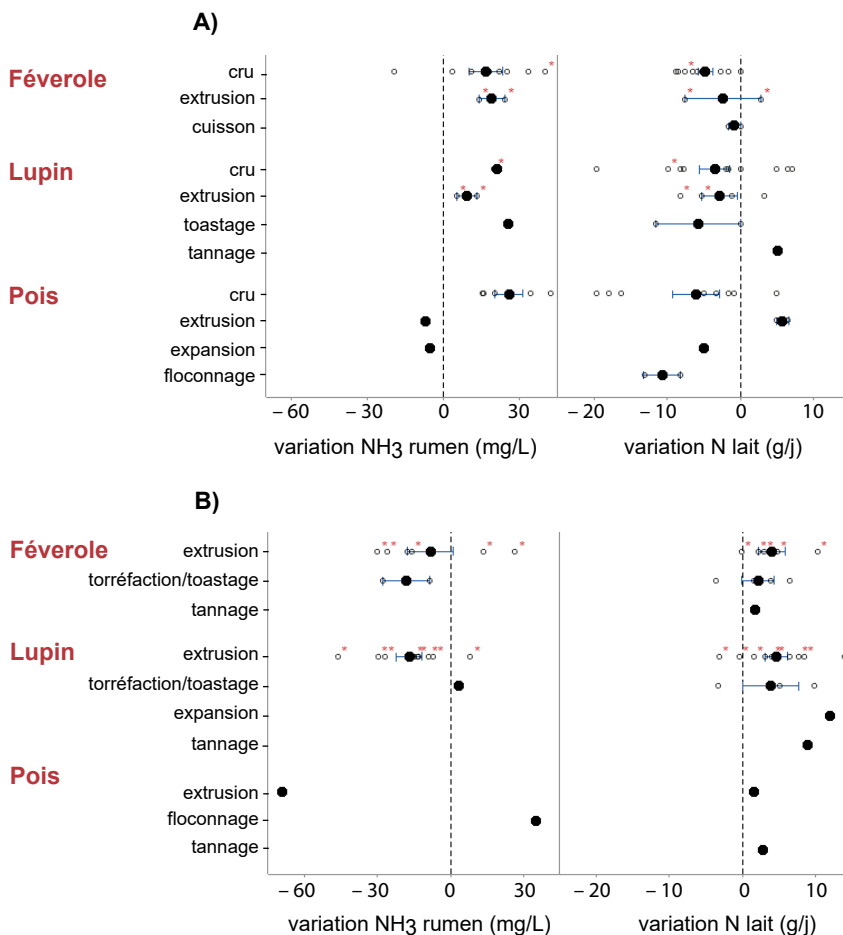 A)
Féverole
cru
extrusion
cuisson
Lupin
cru
extrusion
toastage
tannage
Pois
cru
extrusion
expansion
floconnage
– 60 – 30 0 30 – 20 – 10 0 10
variation NH3 rumen (mg/L) variation N lait (g/j)
B)
Féverole
extrusion
torréfaction/toastage
tannage
Lupin
extrusion
torréfaction/toastage
expansion
tannage
Pois
extrusion
floconnage
tannage
– 60 – 30 0 30 – 20 – 10 0 10
variation NH3 rumen (mg/L) variation N lait (g/j)